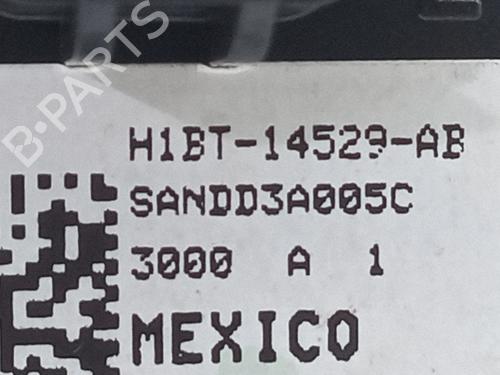 B-PARTS
H1BT-14529-AB
SANDD3A005C
3000 A 1
MEXICO